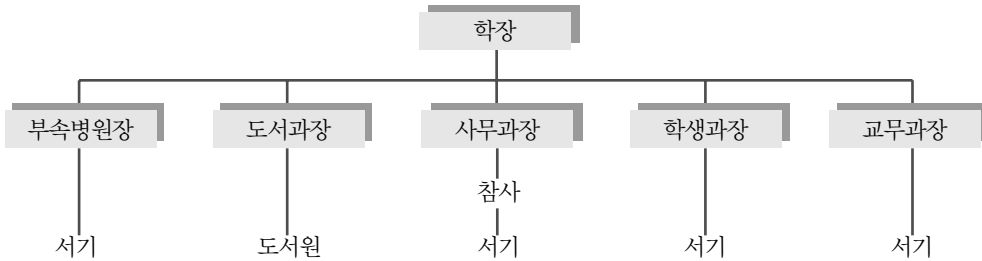 학장
부속병원장 도서과장 사무과장 학생과장 교무과장
참사
서기 도서원 서기 서기 서기